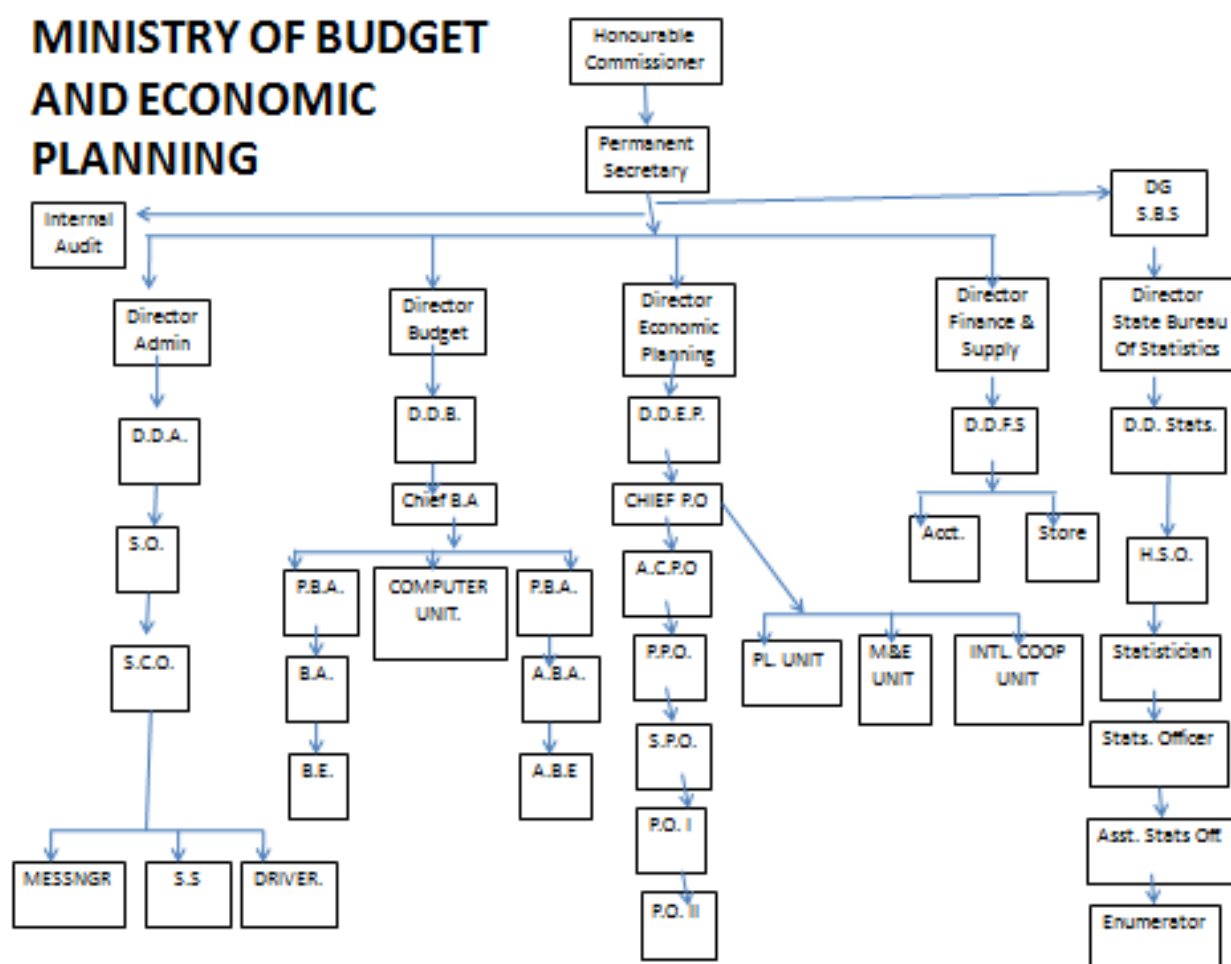 MINISTRY OF BUDGET
AND ECONOMIC
PLANNING
Honourable
Commissioner
Permanent
Secretary
Internal
Audit
DG
S.B.S
Director
Admin
Director
Budget
Director
Economic
Planning
Director
Finance &
Supply
Director
State Bureau
Of Statistics
D.D.A.
D.D.B.
D.D.E.P.
D.D.F.S
D.D. Stats.
S.O.
Chief B.A
CHIEF P.O
Acct.
Store
H.S.O.
P.B.A.
COMPUTER
UNIT.
P.B.A.
A.C.P.O
S.C.O.
B.A.
A.B.A.
P.P.O.
PL. UNIT
M&E
UNIT
INTL. COOP
UNIT
Statistician
B.E.
A.B.E
S.P.O.
Stats. Officer
P.O. I
Asst. Stats Off.
MESSNGR
S.S
DRIVER.
P.O. II
Enumerator